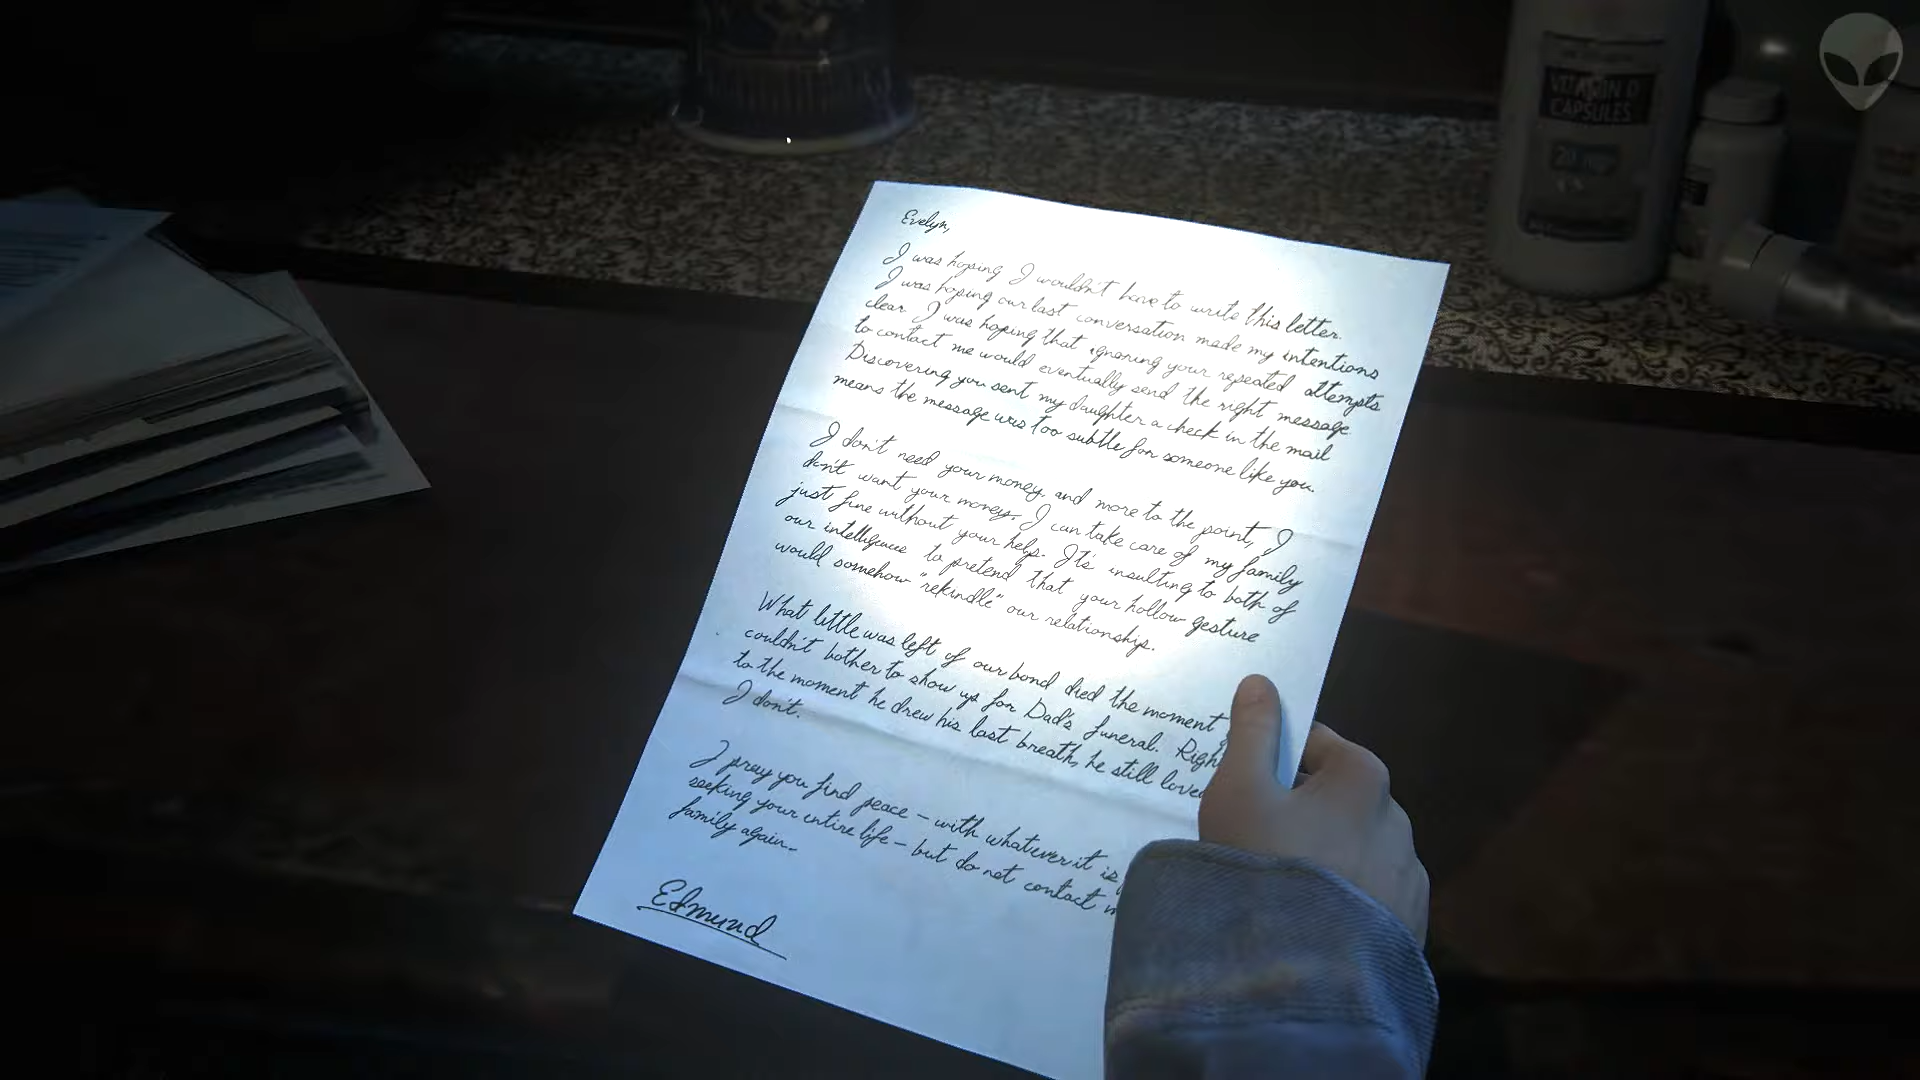 Evelyn,
I was hoping I wouldn't have to write this letter.
I was hoping our last conversation made my intentions
clear. I was hoping that ignoring your repeated attempts
to contact me would eventually send the right message.
Discovering you sent my daughter a check in the mail
means the message was too subtle for someone like you.
I don't need your money, and more to the point, I
don't want your money. I can take care of my family
just fine without your help. It's insulting to both of
our intelligence to pretend that your hollow gesture
would somehow "rekindle" our relationship.
What little was left of our bond died the moment
couldn't bother to show up for Dad's funeral. Righ
to the moment he drew his last breath, he still love
I don't.
I pray you find peace – with whatever it is
seeking your entire life – but do not contact m
family again.
Edmund
VITAMIN D
CAPSULES